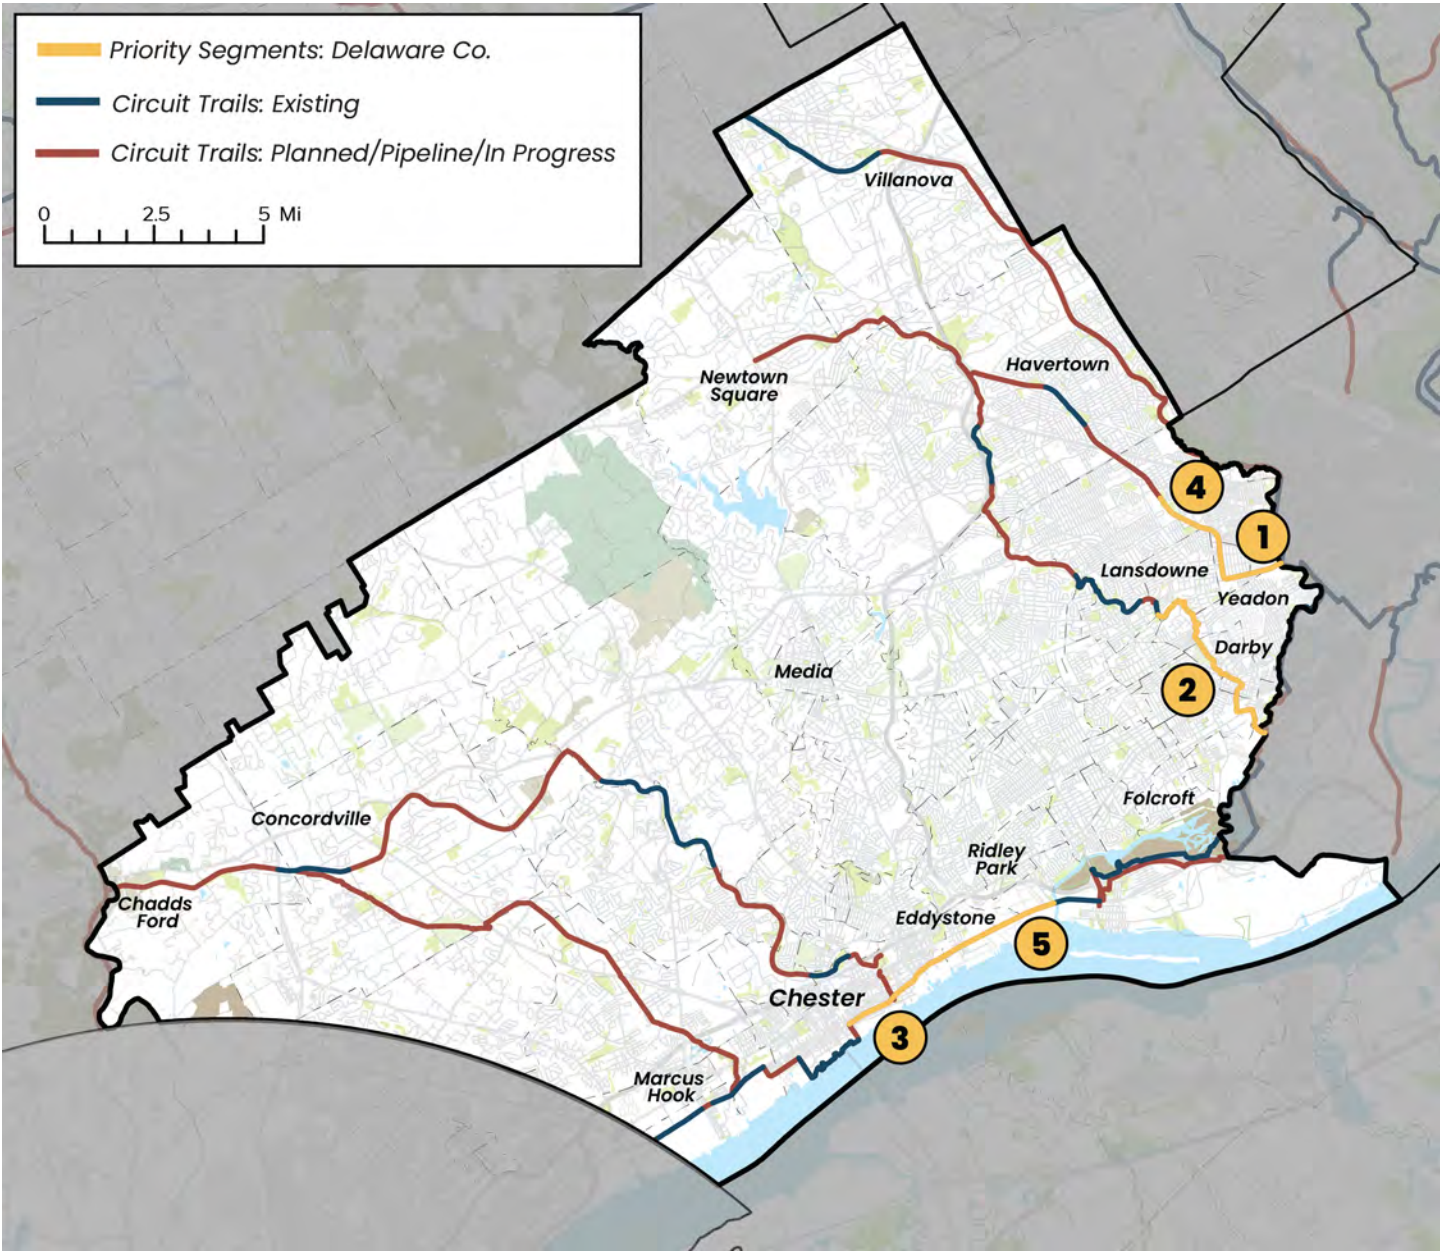 Priority Segments: Delaware Co.
Circuit Trails: Existing
Circuit Trails: Planned/Pipeline/In Progress
0 2.5 5 Mi
Villanova
Havertown
Newtown
Square
4
1
Lansdowne
Yeadon
Darby
Media
2
Folcroft
Concordville
Ridley
Park
Chadds
Ford
Eddystone
5
Chester
3
Marcus
Hook